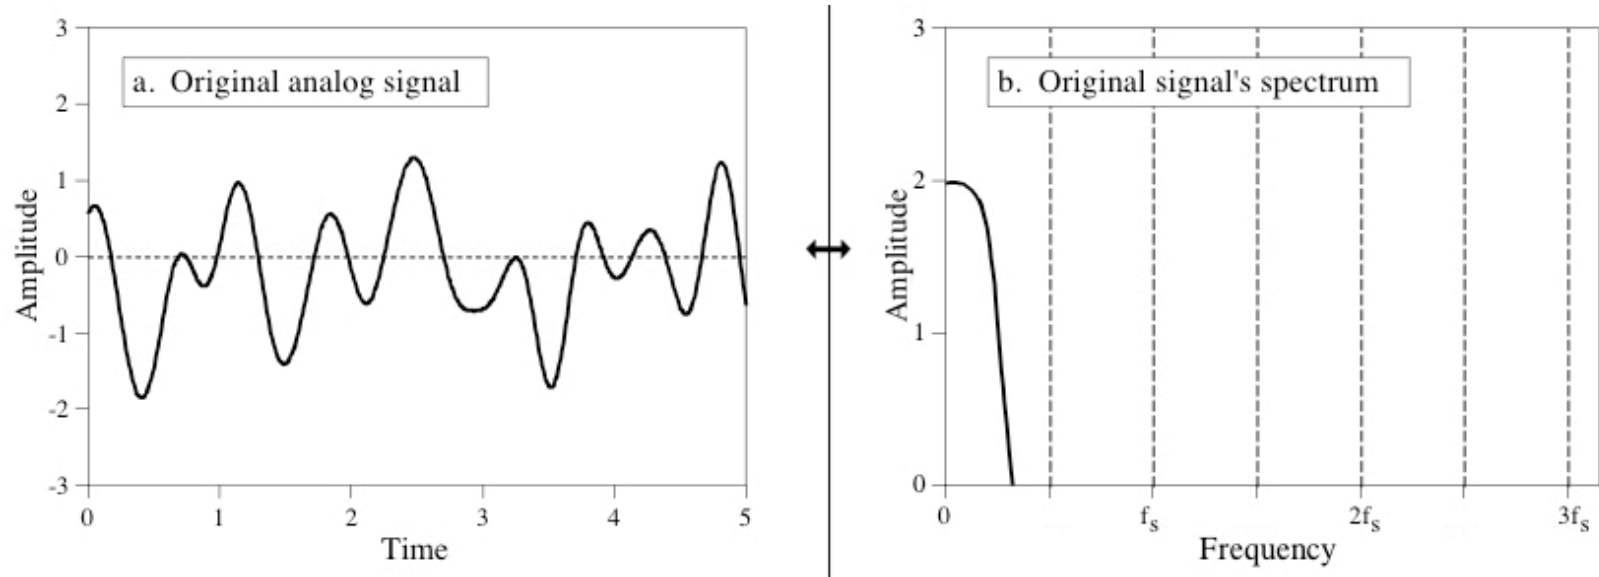 a. Original analog signal
3
2
1
0
-1
-2
-3
Amplitude
0 1 2 3 4 5
Time
b. Original signal's spectrum
3
2
1
0
Amplitude
0 fs 2fs 3fs
Frequency